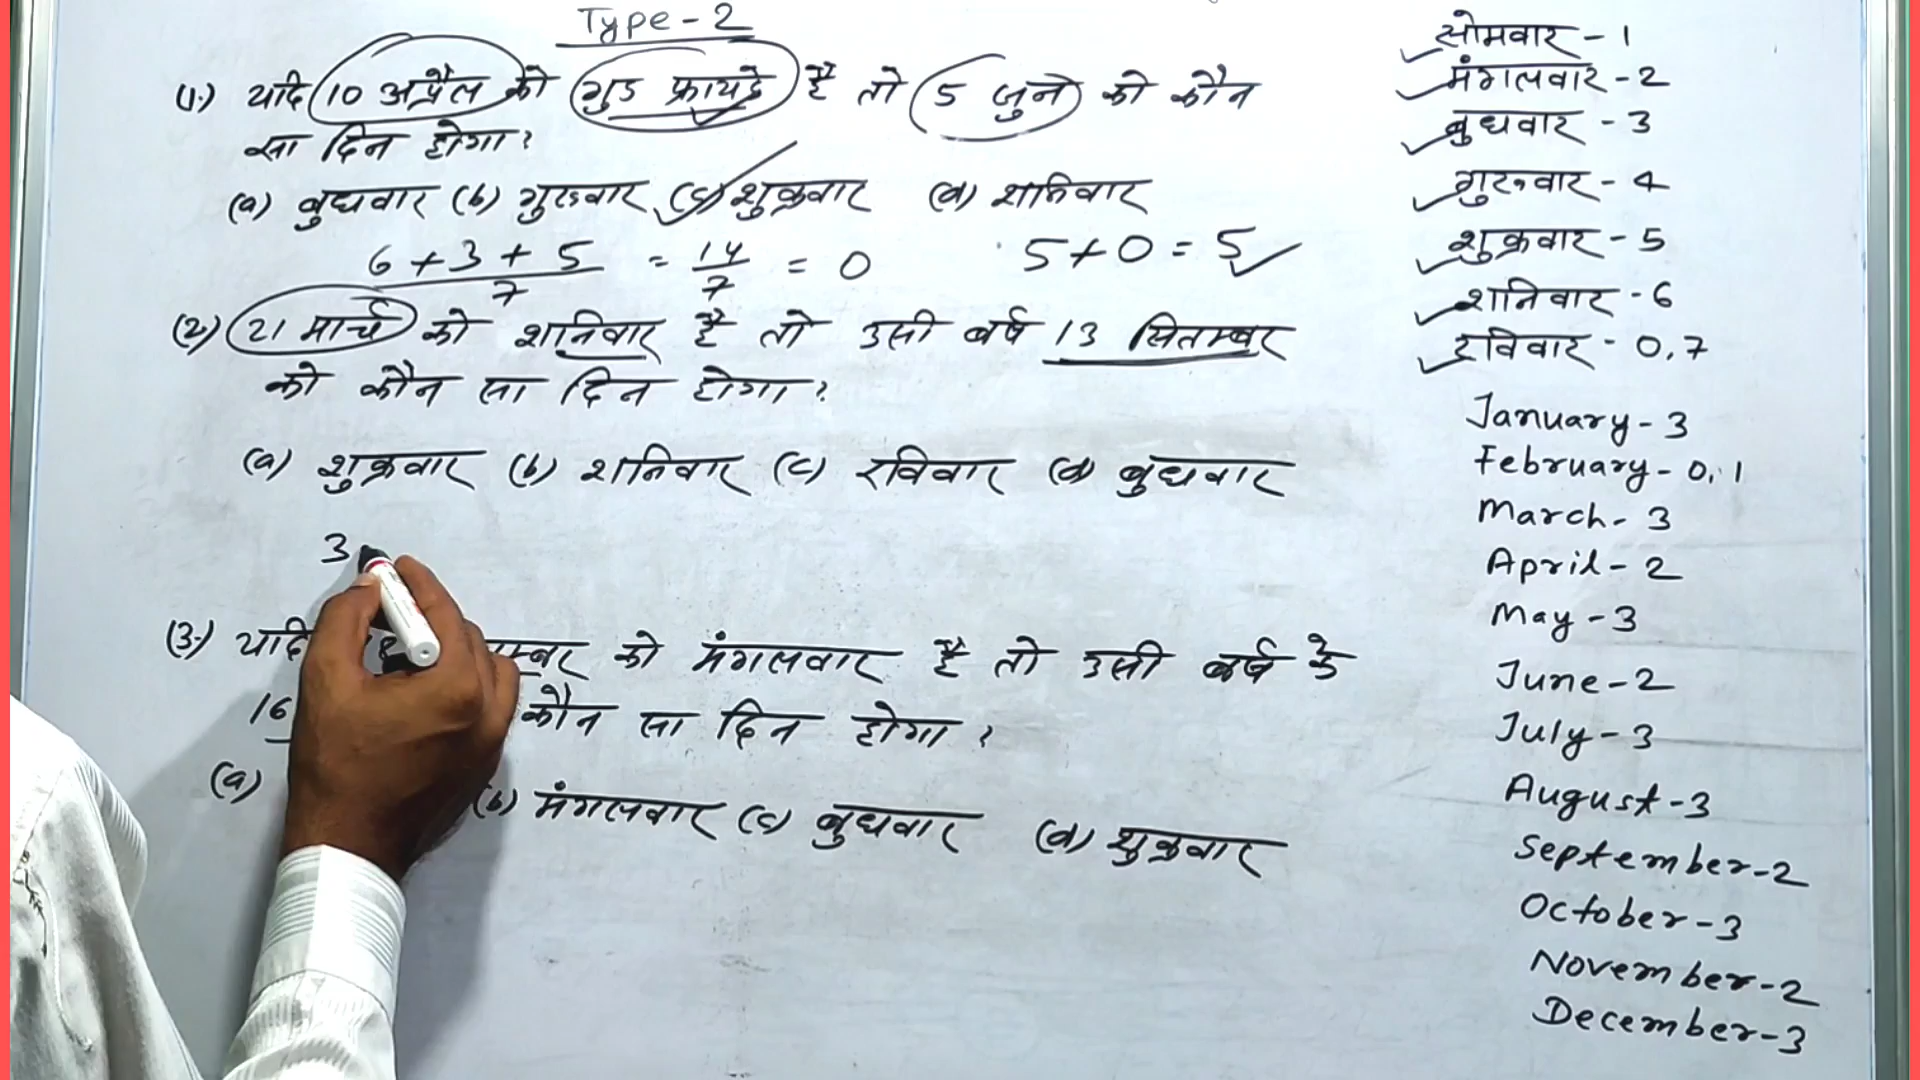 Type-2
(1.) यदि 10 अप्रैल को गुड फ्रायडे है तो 5 जुन को कौन
सा दिन होगा?
(a) बुधवार (b) गुरुवार (c) शुक्रवार (d) शनिवार
6+3+5/7 = 14/7 = 0 5+0 = 5
(2) 21 मार्च को शनिवार है तो उसी वर्ष 13 सितम्बर
को कौन सा दिन होगा?
(a) शुक्रवार (b) शनिवार (c) रविवार (d) बुधवार
3
(3.) यदि को मंगलवार है तो उसी वर्ष के
16 कौन सा दिन होगा?
(a) (b) मंगलवार (c) बुधवार (d) शुक्रवार
सोमवार - 1
मंगलवार - 2
बुधवार - 3
गुरुवार - 4
शुक्रवार - 5
शनिवार - 6
रविवार - 0,7
January - 3
February - 0,1
March - 3
April - 2
May - 3
June - 2
July - 3
August - 3
September - 2
October - 3
November - 2
December - 3